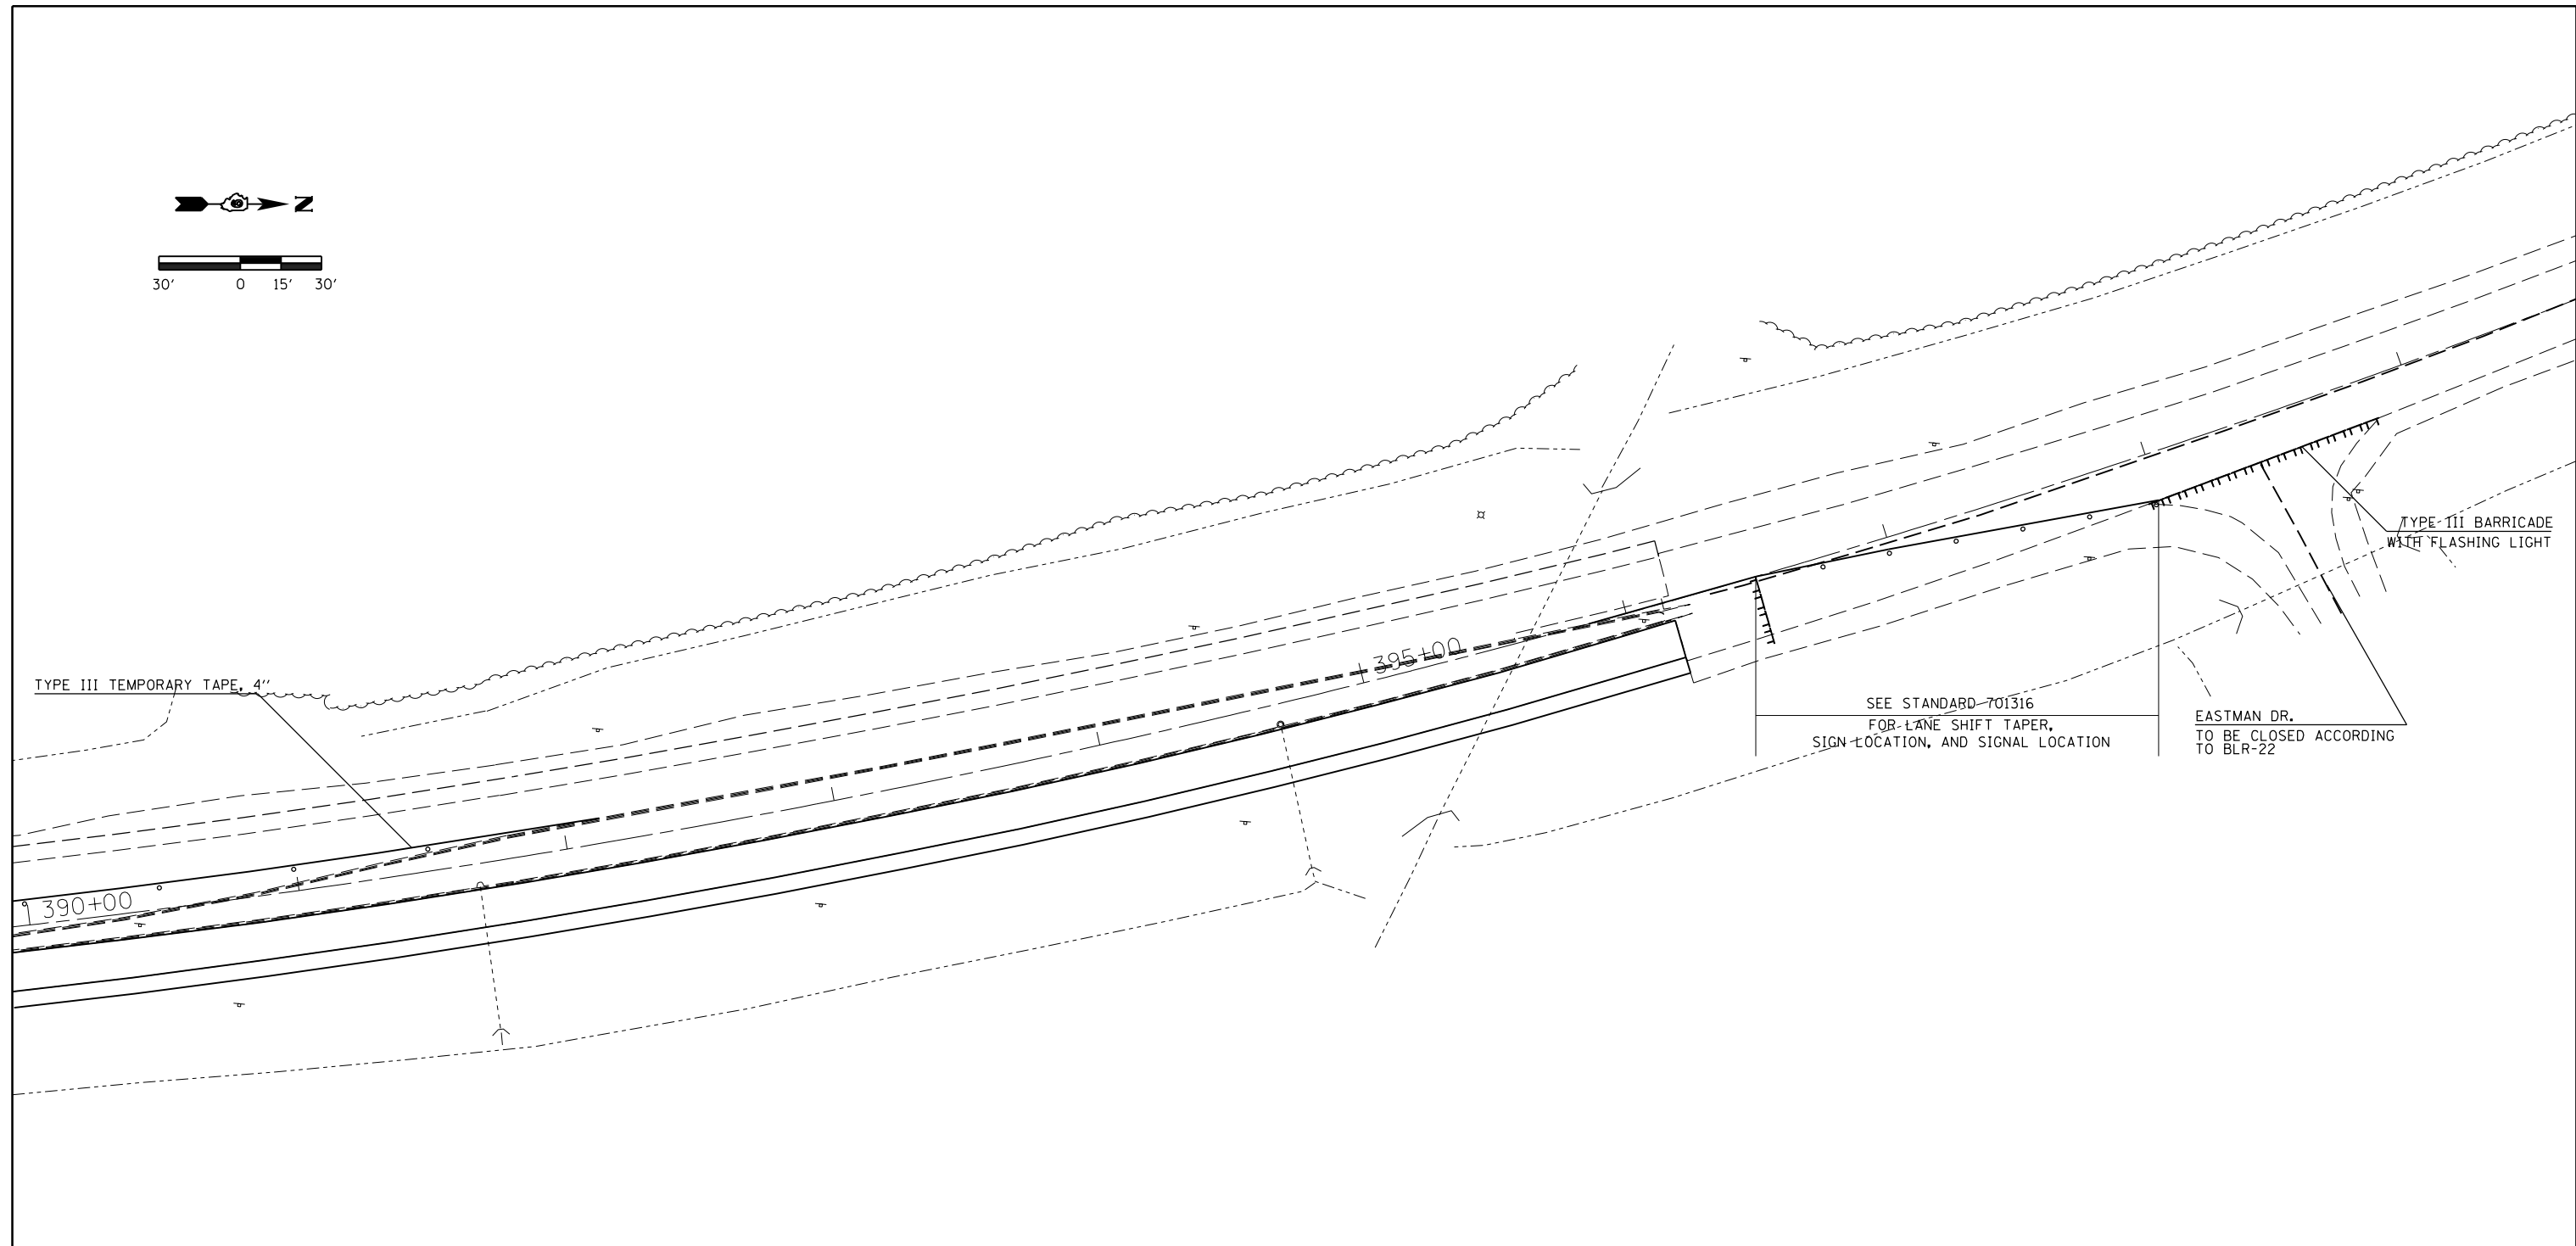 N
30' 0 15' 30'
TYPE III TEMPORARY TAPE, 4''
390+00
395+00
SEE STANDARD 701316
FOR LANE SHIFT TAPER,
SIGN LOCATION, AND SIGNAL LOCATION
EASTMAN DR.
TO BE CLOSED ACCORDING
TO BLR-22
TYPE III BARRICADE
WITH FLASHING LIGHT